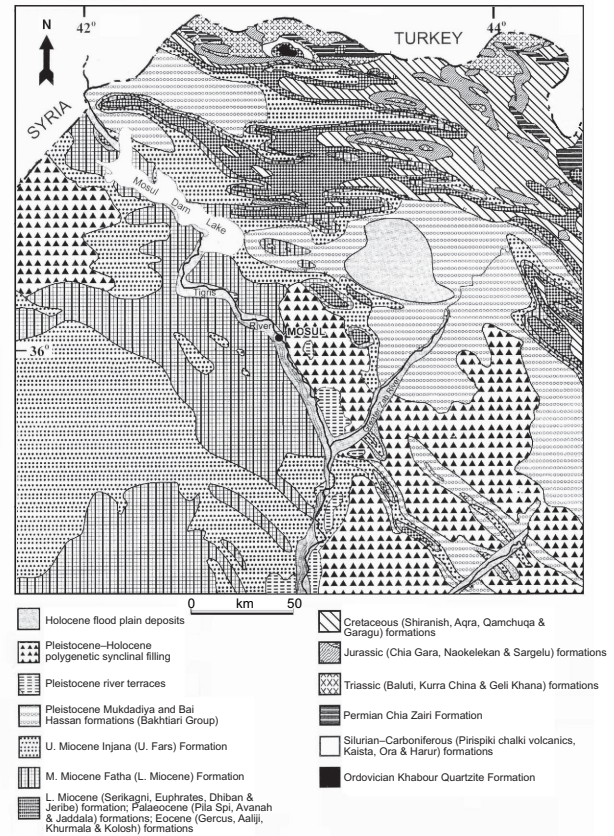 42°
44°
N
TURKEY
SYRIA
Mosul
Dam
Lake
Tigris
River
MOSUL
36°
0 km 50
Holocene flood plain deposits
Pleistocene–Holocene
polygenetic synclinal filling
Pleistocene river terraces
Pleistocene Mukdadiya and Bai
Hassan formations (Bakhtiari Group)
U. Miocene Injana (U. Fars) Formation
M. Miocene Fatha (L. Miocene) Formation
L. Miocene (Serikagni, Euphrates, Dhiban &
Jeribe) formation; Palaeocene (Pila Spi, Avanah
& Jaddala) formations; Eocene (Gercus, Aaliji,
Khurmala & Kolosh) formations
Cretaceous (Shiranish, Aqra, Qamchuqa &
Garagu) formations
Jurassic (Chia Gara, Naokelekan & Sargelu) formations
Triassic (Baluti, Kurra China & Geli Khana) formations
Permian Chia Zairi Formation
Silurian–Carboniferous (Pirispiki chalki volcanics,
Kaista, Ora & Harur) formations
Ordovician Khabour Quartzite Formation